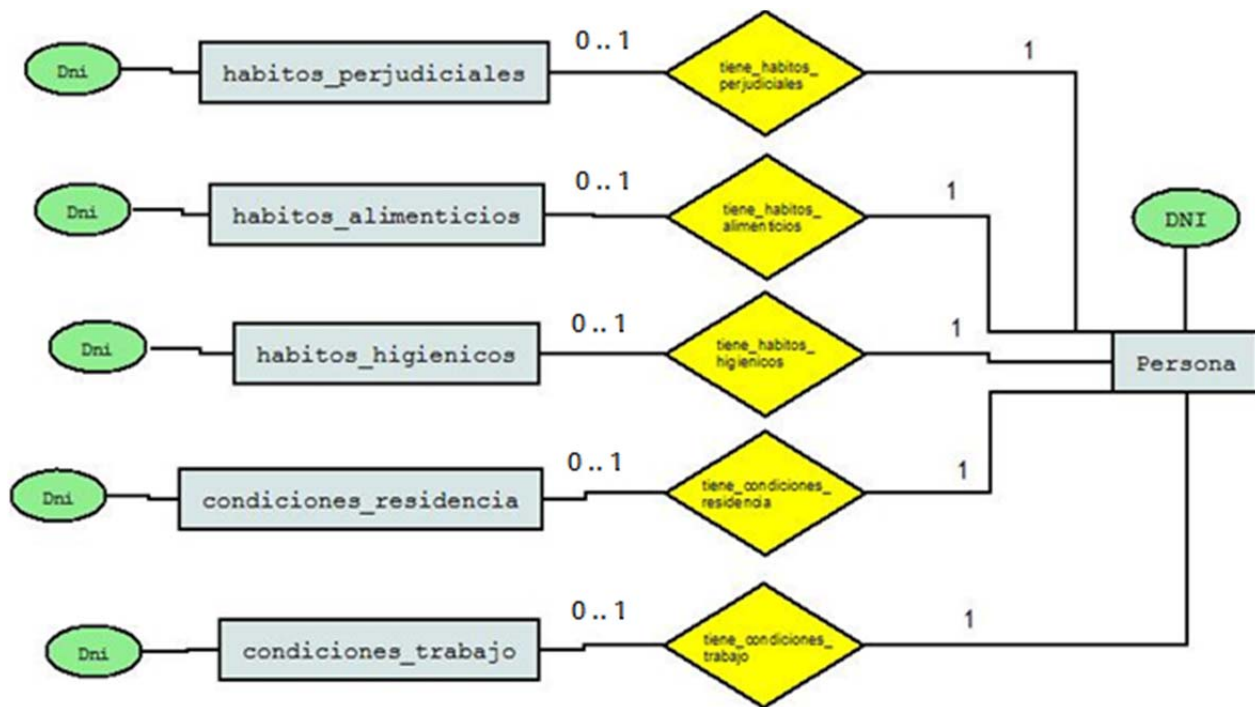 0..1
1
Dni
habitos_perjudiciales
tiene_habitos_
perjudiciales
0..1
1
Dni
habitos_alimenticios
tiene_habitos_
alimenticios
DNI
0..1
1
Dni
habitos_higienicos
tiene_habitos_
higienicos
Persona
0..1
1
Dni
condiciones_residencia
tiene_condiciones_
residencia
0..1
1
Dni
condiciones_trabajo
tiene_condiciones_
trabajo